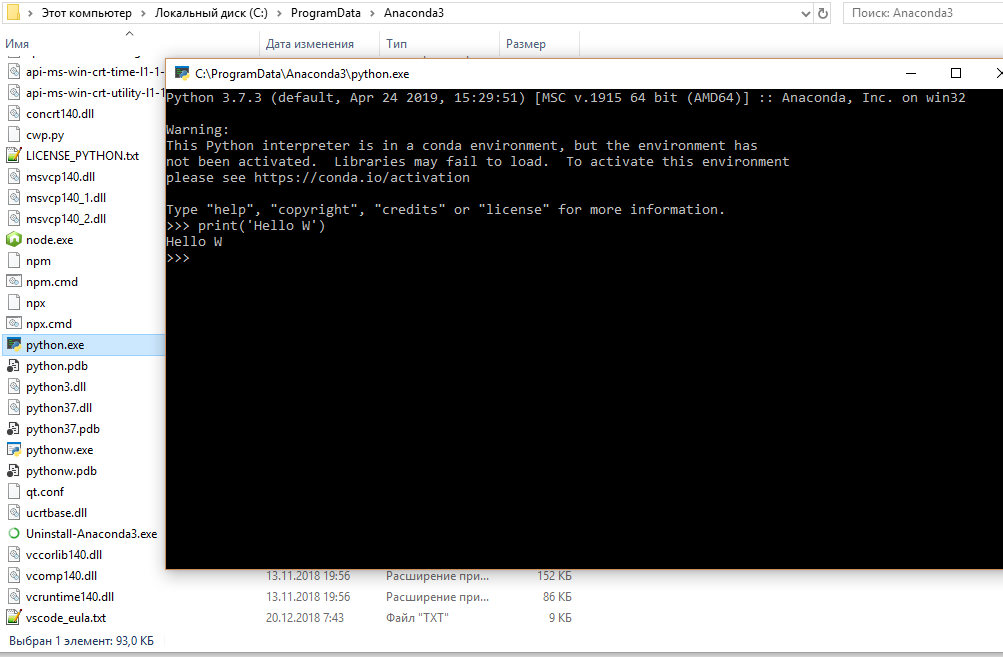 Этот компьютер › Локальный диск (C:) › ProgramData › Anaconda3
Поиск: Anaconda3
Имя Дата изменения Тип Размер
api-ms-win-crt-time-l1-1-
api-ms-win-crt-utility-l1-1
concrt140.dll
cwp.py
LICENSE_PYTHON.txt
msvcp140.dll
msvcp140_1.dll
msvcp140_2.dll
node.exe
npm
npm.cmd
npx
npx.cmd
python.exe
python.pdb
python3.dll
python37.dll
python37.pdb
pythonw.exe
pythonw.pdb
qt.conf
ucrtbase.dll
Uninstall-Anaconda3.exe
vccorlib140.dll
vcomp140.dll 13.11.2018 19:56 Расширение при... 152 КБ
vcruntime140.dll 13.11.2018 19:56 Расширение при... 86 КБ
vscode_eula.txt 20.12.2018 7:43 Файл "TXT" 9 КБ
Выбран 1 элемент: 93,0 КБ
C:\ProgramData\Anaconda3\python.exe
Python 3.7.3 (default, Apr 24 2019, 15:29:51) [MSC v.1915 64 bit (AMD64)] :: Anaconda, Inc. on win32
Warning:
This Python interpreter is in a conda environment, but the environment has
not been activated.  Libraries may fail to load.  To activate this environment
please see https://conda.io/activation
Type "help", "copyright", "credits" or "license" for more information.
>>> print('Hello W')
Hello W
>>>